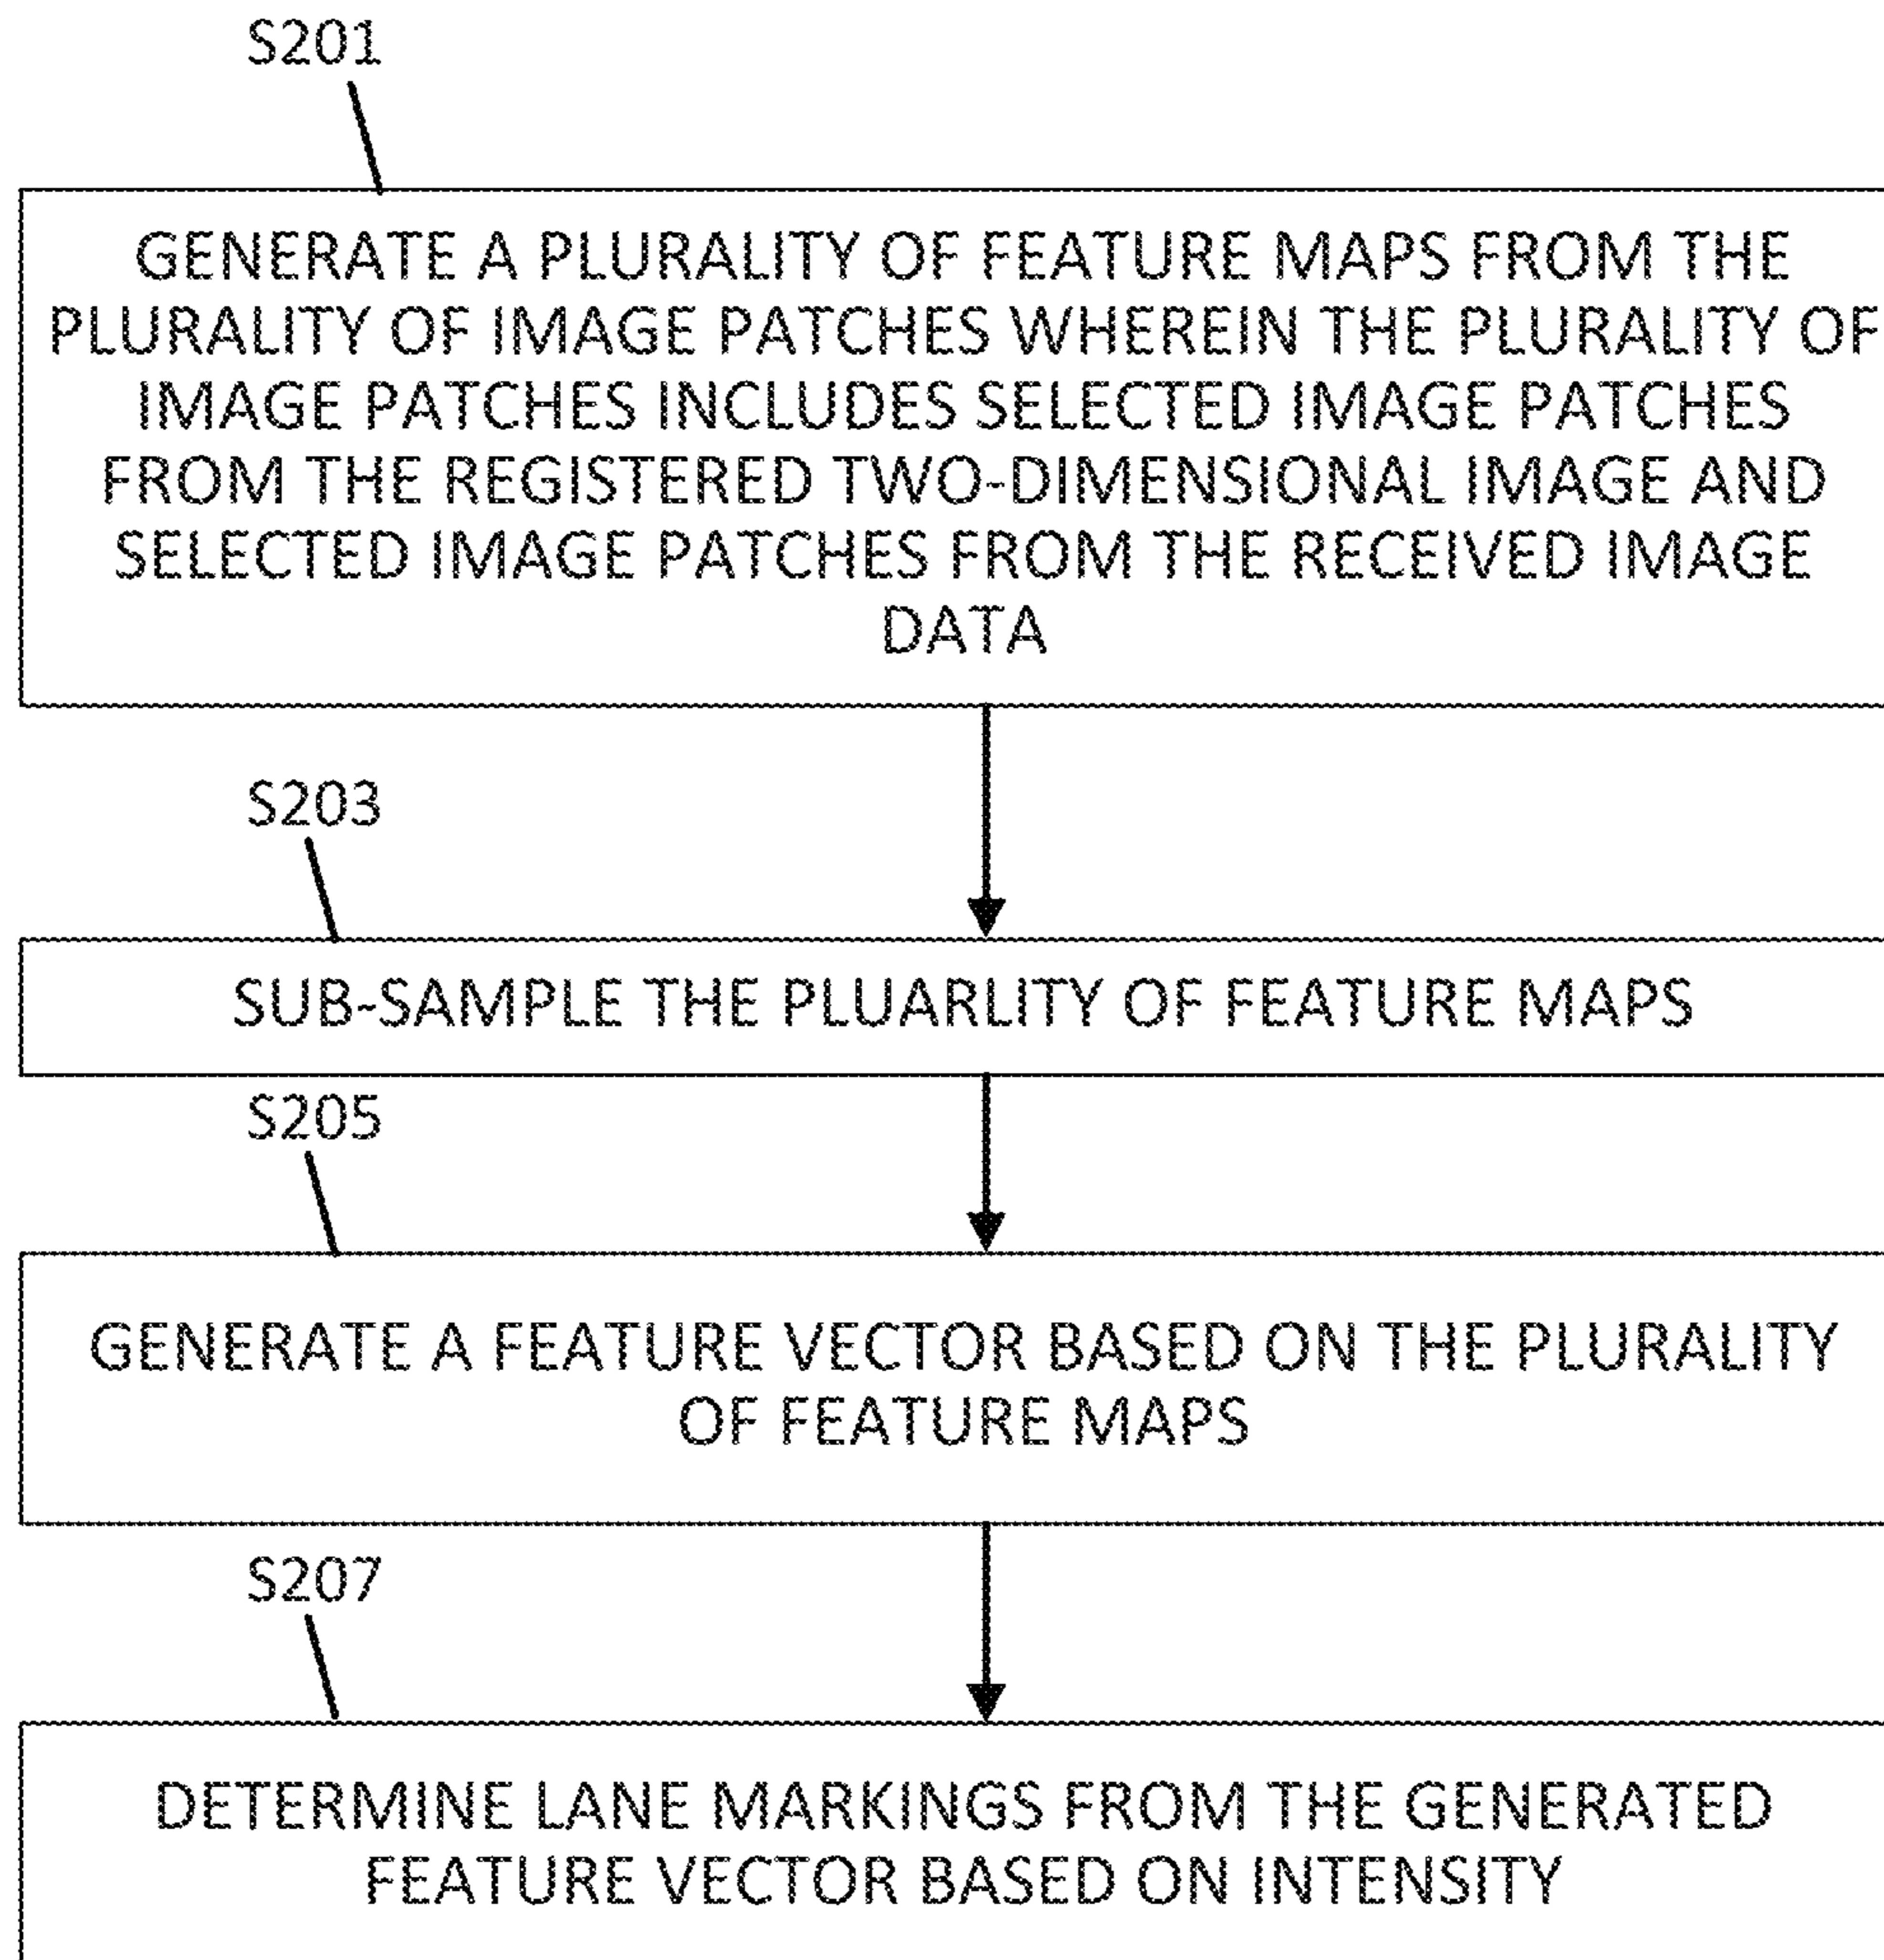 S201
GENERATE A PLURALITY OF FEATURE MAPS FROM THE
PLURALITY OF IMAGE PATCHES WHEREIN THE PLURALITY OF
IMAGE PATCHES INCLUDES SELECTED IMAGE PATCHES
FROM THE REGISTERED TWO-DIMENSIONAL IMAGE AND
SELECTED IMAGE PATCHES FROM THE RECEIVED IMAGE
DATA
S203
SUB-SAMPLE THE PLUARLITY OF FEATURE MAPS
S205
GENERATE A FEATURE VECTOR BASED ON THE PLURALITY
OF FEATURE MAPS
S207
DETERMINE LANE MARKINGS FROM THE GENERATED
FEATURE VECTOR BASED ON INTENSITY